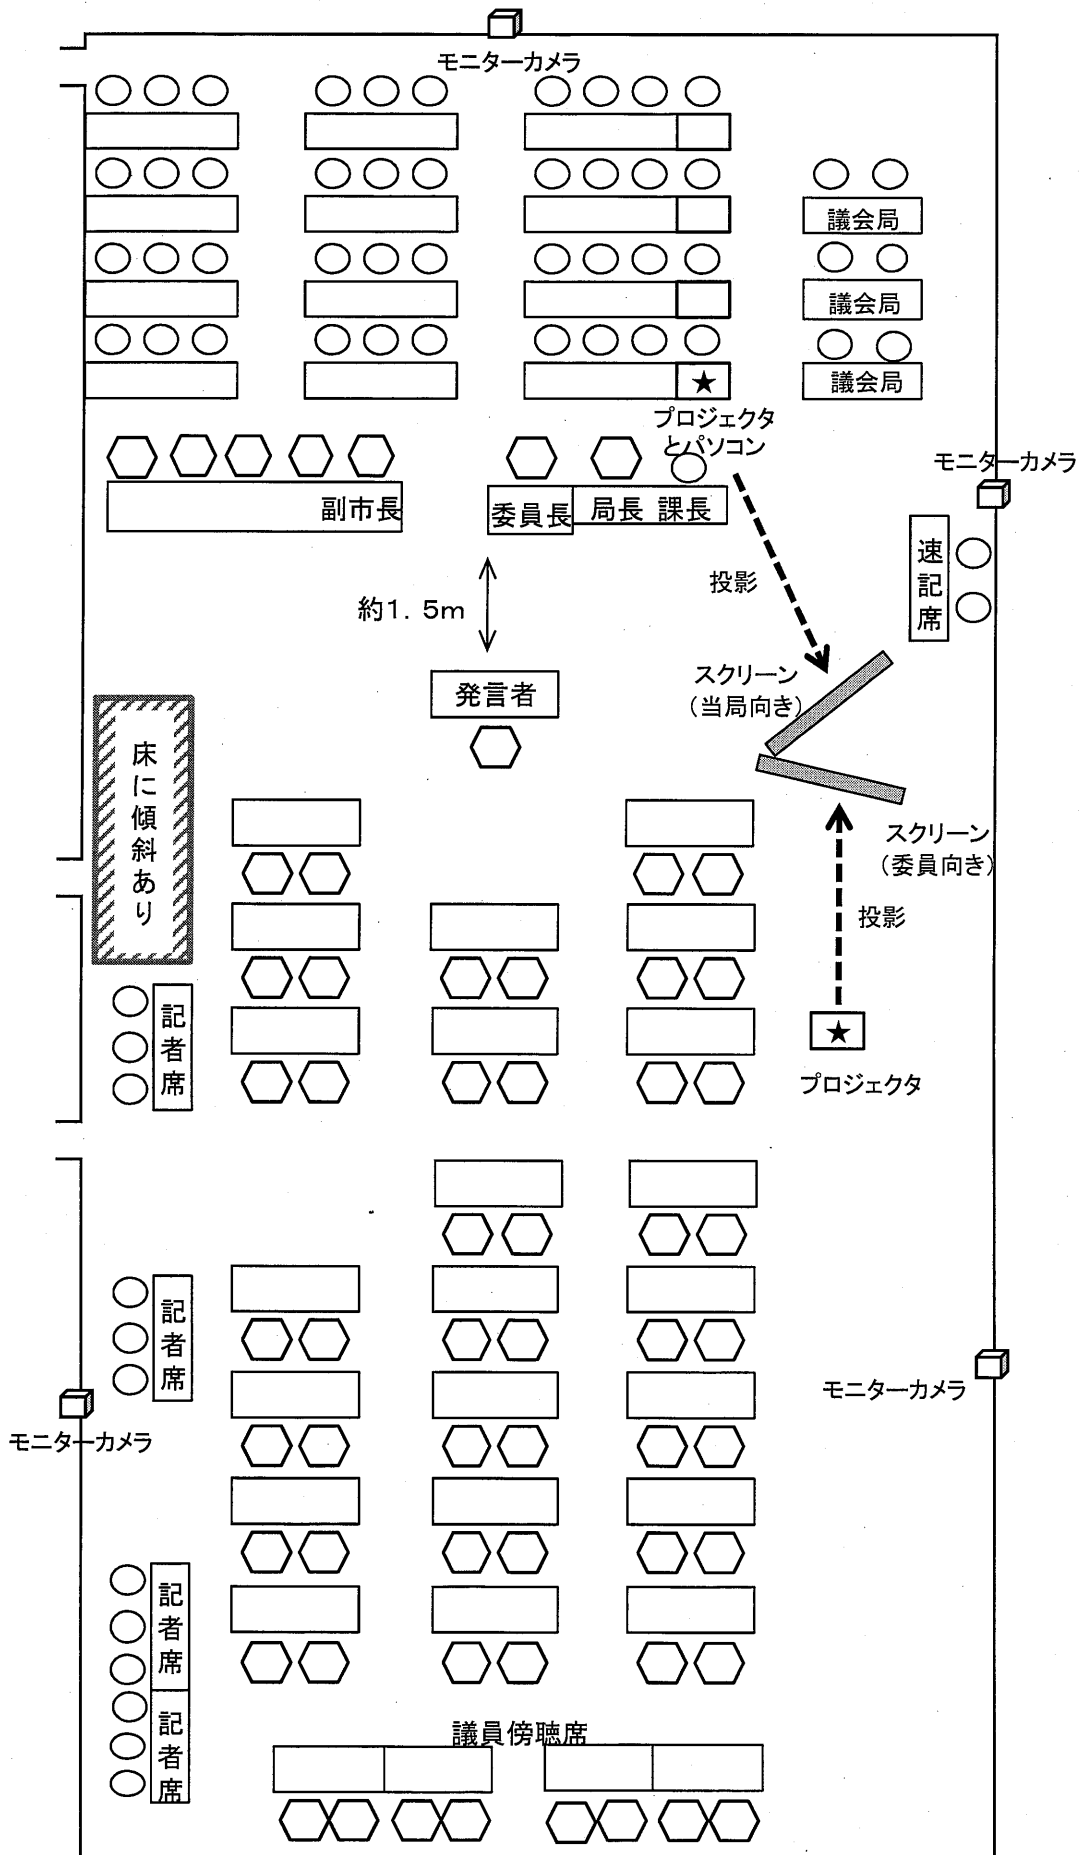 モニターカメラ
議会局
議会局
議会局
★
プロジェクタ
とパソコン
モニターカメラ
副市長
委員長
局長 課長
速記席
投影
約1.5m
スクリーン
(当局向き)
発言者
床に傾斜あり
スクリーン
(委員向き)
投影
記者席
★
プロジェクタ
記者席
モニターカメラ
モニターカメラ
記者席
記者席
議員傍聴席